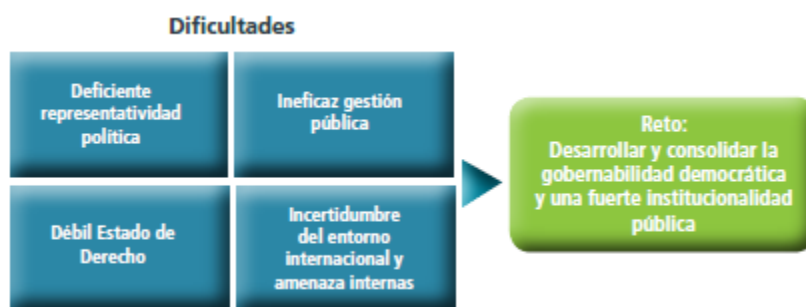 Dificultades
Deficiente
representatividad
política
Ineficaz gestión
pública
Débil Estado de
Derecho
Incertidumbre
del entorno
internacional y
amenaza internas
Reto:
Desarrollar y consolidar la
gobernabilidad democrática
y una fuerte institucionalidad
pública